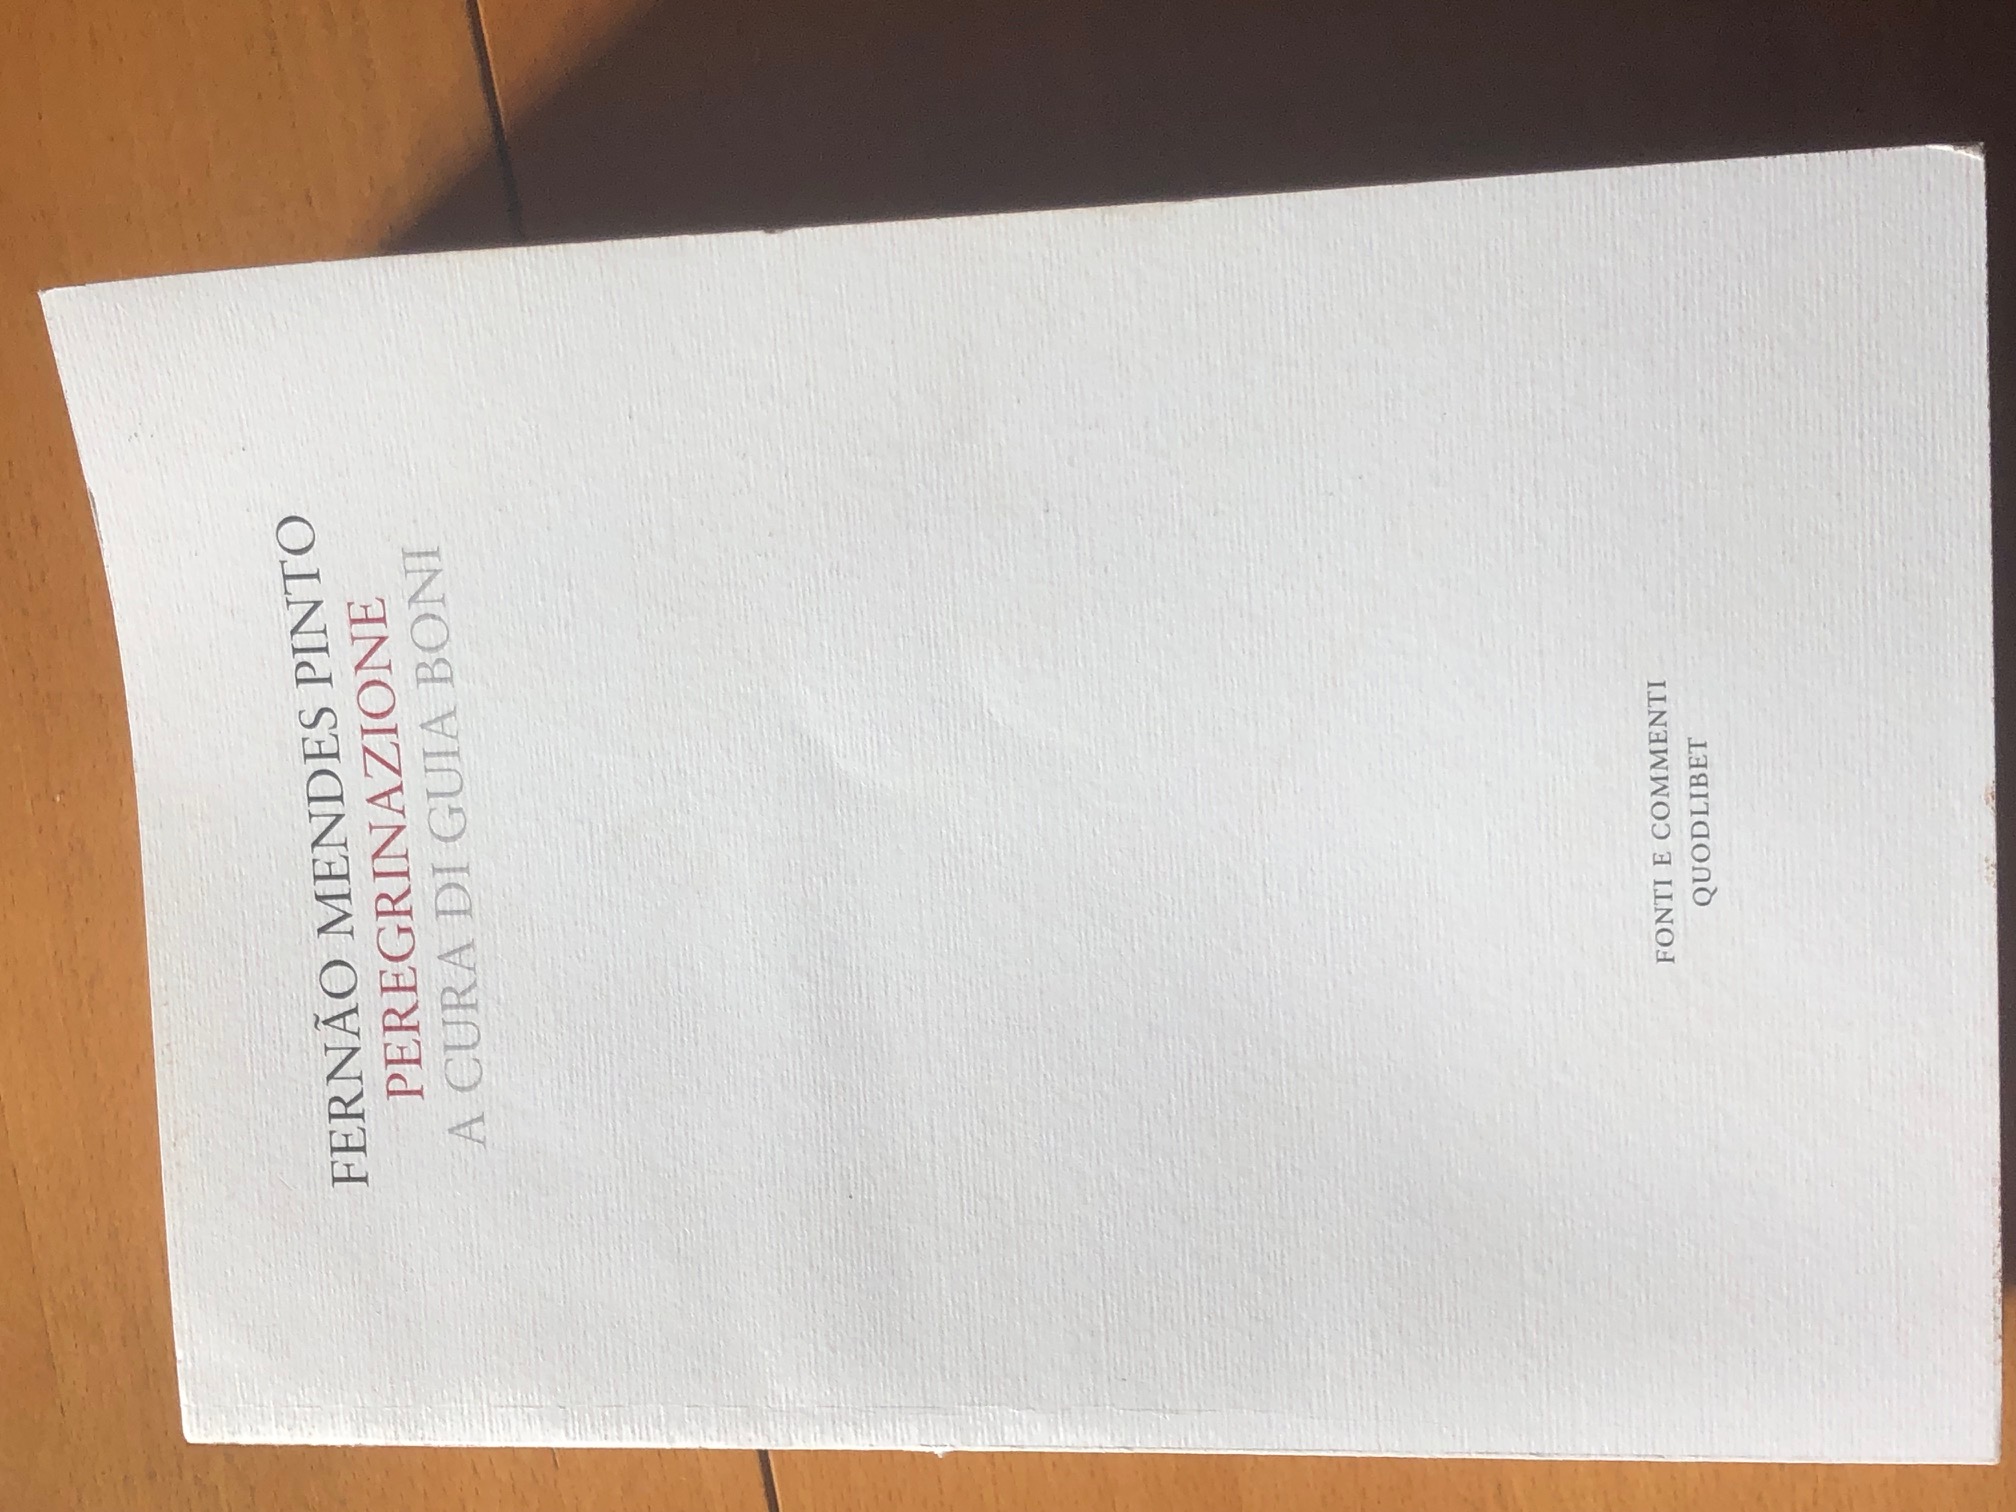 FERNÃO MENDES PINTO
PEREGRINAZIONE
A CURA DI GUIA BONI
FONTI E COMMENTI
QUODLIBET